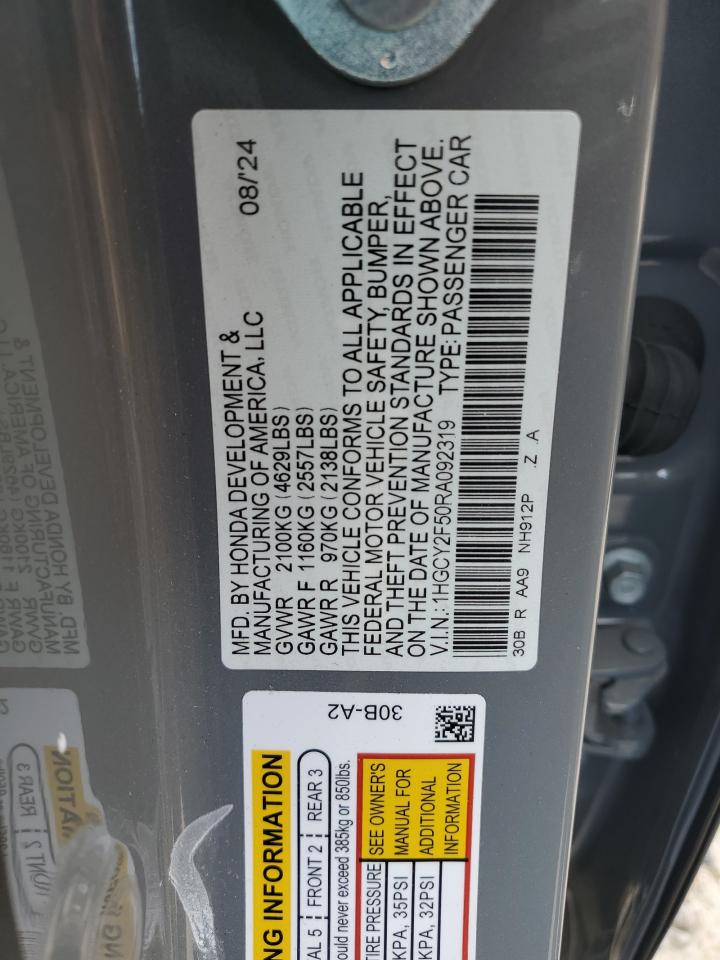 MFD. BY HONDA DEVELOPMENT & 08/'24
MANUFACTURING OF AMERICA, LLC
GVWR 2100KG (4629LBS)
GAWR F 1160KG (2557LBS)
GAWR R 970KG (2138LBS)
THIS VEHICLE CONFORMS TO ALL APPLICABLE
FEDERAL MOTOR VEHICLE SAFETY, BUMPER,
AND THEFT PREVENTION STANDARDS IN EFFECT
ON THE DATE OF MANUFACTURE SHOWN ABOVE.
V.I.N.: 1HGCY2F50RA092319 TYPE: PASSENGER CAR
30B R AA9 NH912P .Z .A
30B-A2
NG INFORMATION
AL 5 FRONT 2 REAR 3
ould never exceed 385kg or 850lbs.
TIRE PRESSURE SEE OWNER'S
KPA, 35PSI MANUAL FOR
KPA, 32PSI ADDITIONAL
INFORMATION